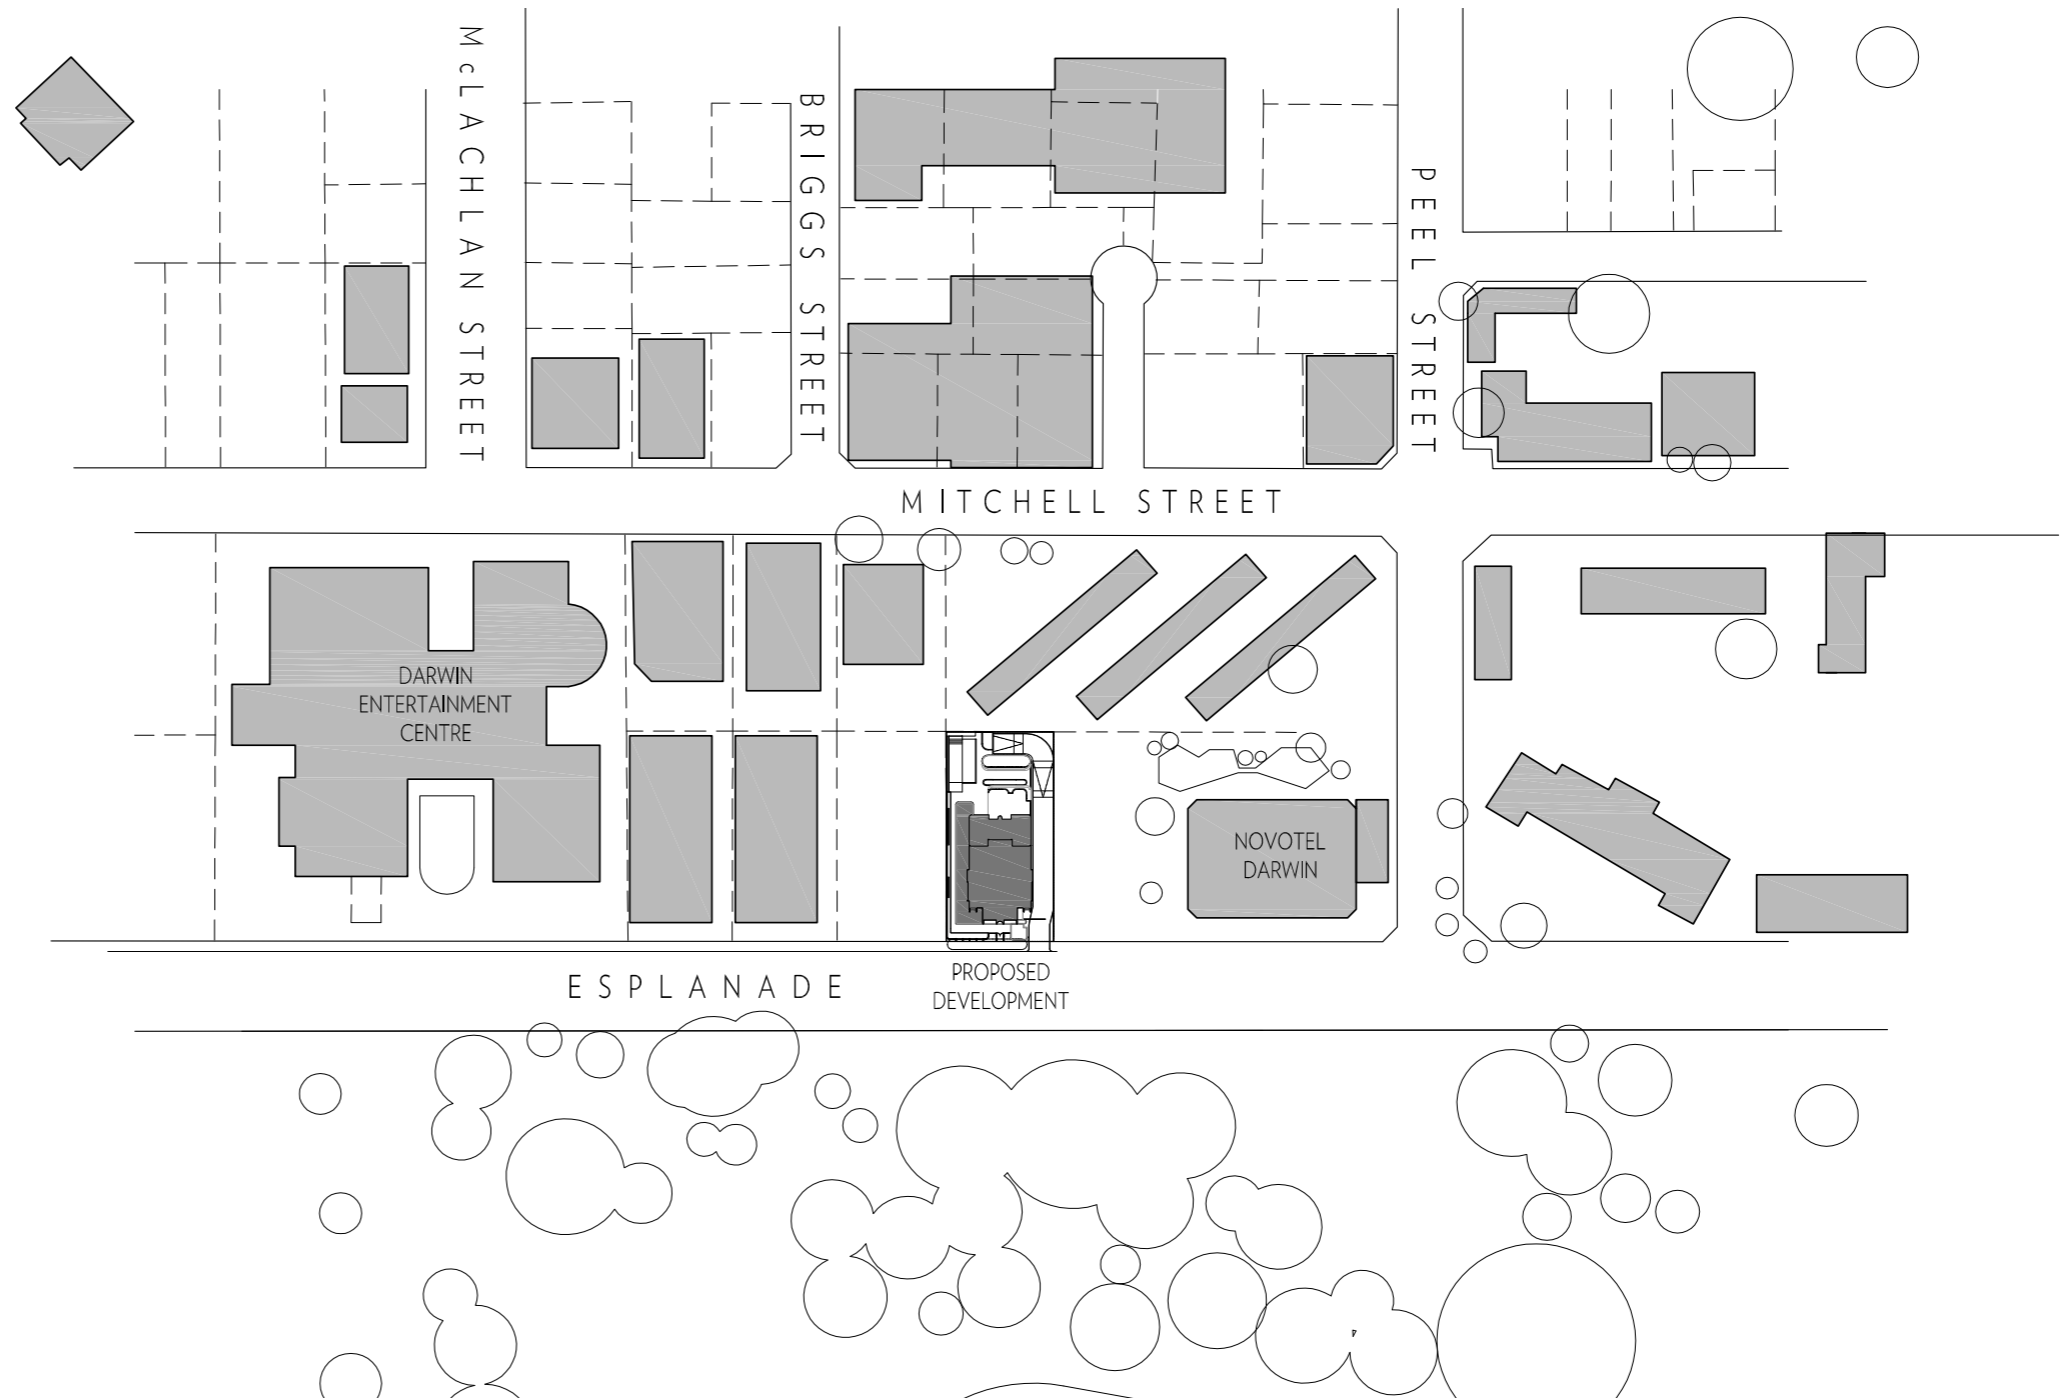 McLACHLAN STREET
BRIGGS STREET
PEEL STREET
MITCHELL STREET
DARWIN
ENTERTAINMENT
CENTRE
NOVOTEL
DARWIN
ESPLANADE
PROPOSED
DEVELOPMENT